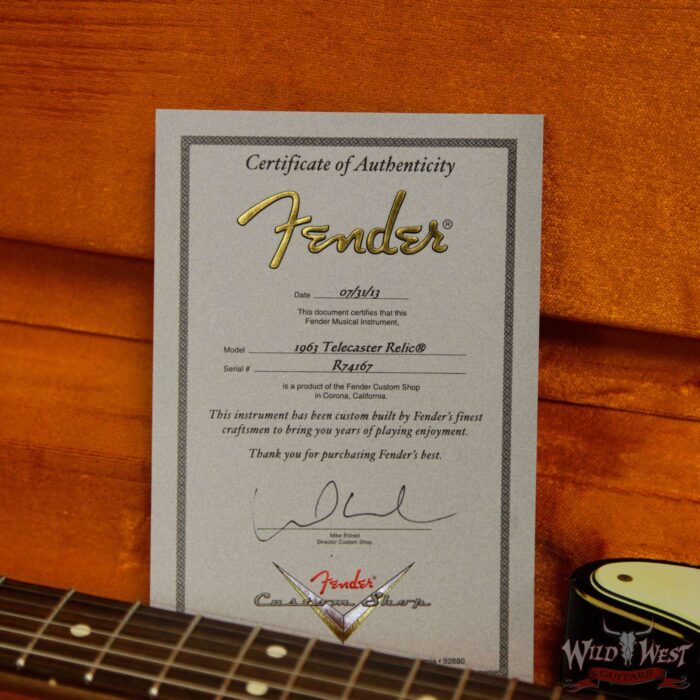 Certificate of Authenticity
Fender®
Date 07/31/13
This document certifies that this
Fender Musical Instrument,
Model 1963 Telecaster Relic®
Serial # R74167
is a product of the Fender Custom Shop
in Corona, California.
This instrument has been custom built by Fender's finest
craftsmen to bring you years of playing enjoyment.
Thank you for purchasing Fender's best.
Mike Eldred
Director Custom Shop
Fender®
Custom Shop
• 92880
WILD WEST
GUITARS